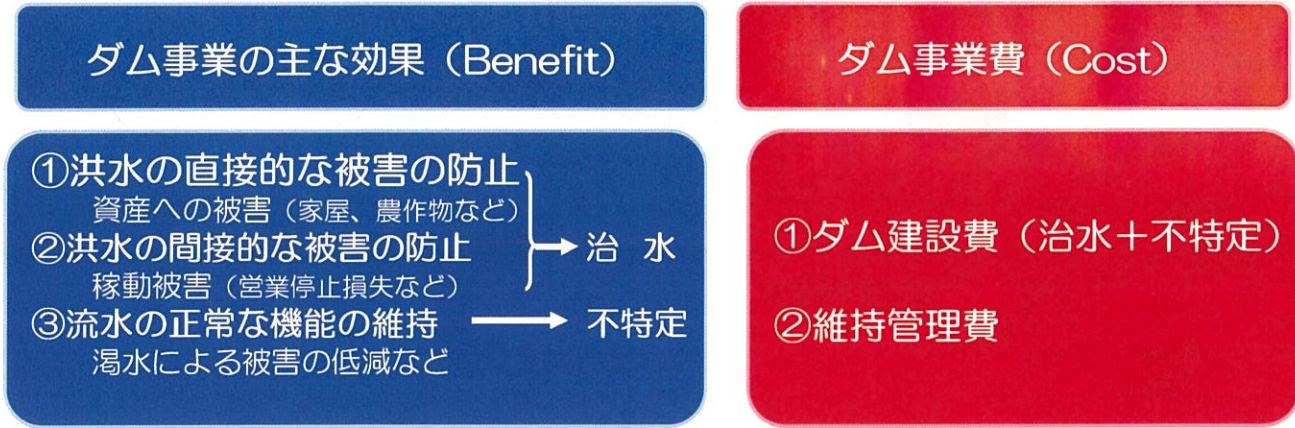 ダム事業の主な効果（Benefit）
①洪水の直接的な被害の防止
資産への被害（家屋、農作物など）
②洪水の間接的な被害の防止
稼動被害（営業停止損失など）
治 水
③流水の正常な機能の維持
不特定
渇水による被害の低減など
ダム事業費（Cost）
①ダム建設費（治水＋不特定）
②維持管理費